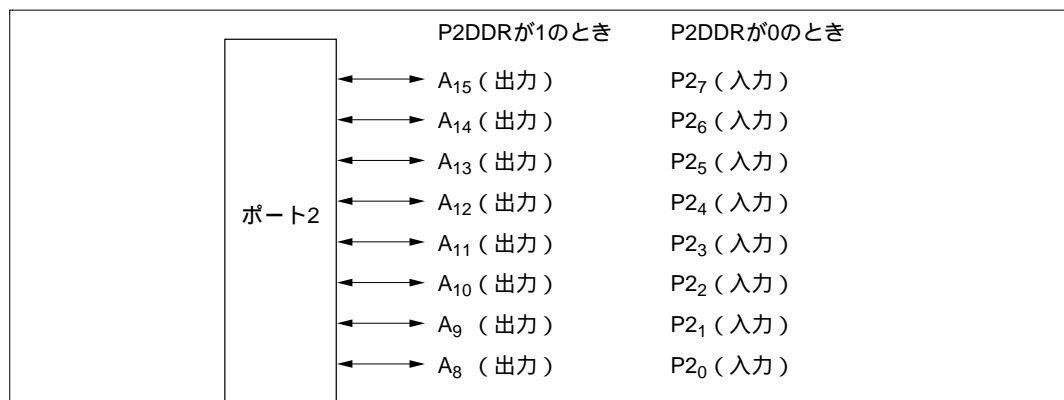 P2DDRが1のとき P2DDRが0のとき
A15 ( 出力 ) P27 ( 入力 )
A14 ( 出力 ) P26 ( 入力 )
A13 ( 出力 ) P25 ( 入力 )
A12 ( 出力 ) P24 ( 入力 )
ポート2
A11 ( 出力 ) P23 ( 入力 )
A10 ( 出力 ) P22 ( 入力 )
A9 ( 出力 ) P21 ( 入力 )
A8 ( 出力 ) P20 ( 入力 )